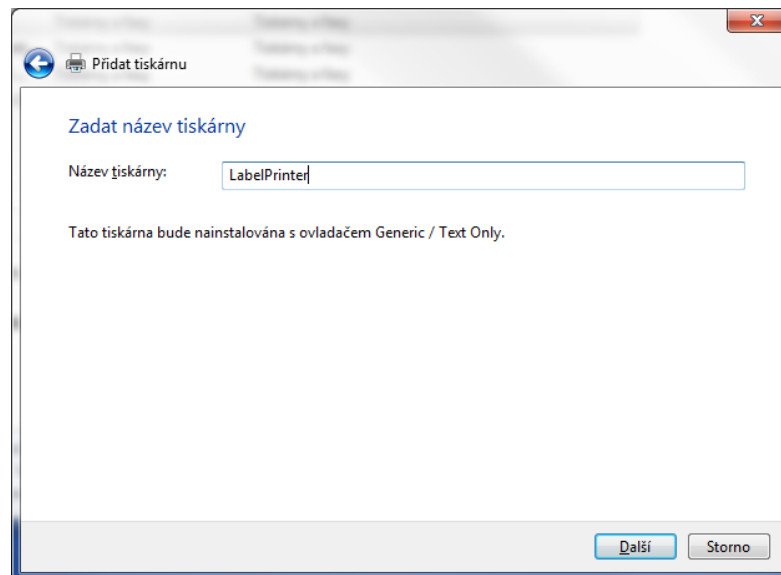 Přidat tiskárnu
Zadat název tiskárny
Název tiskárny: LabelPrinter
Tato tiskárna bude nainstalována s ovladačem Generic / Text Only.
Další Storno